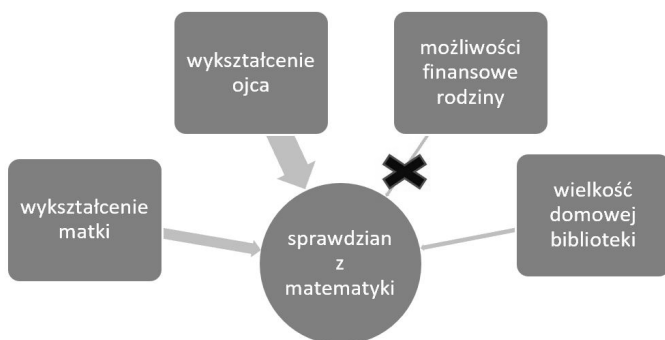 wykształcenie
ojca
możliwości
finansowe
rodziny
wykształcenie
matki
sprawdzian
z
matematyki
wielkość
domowej
biblioteki